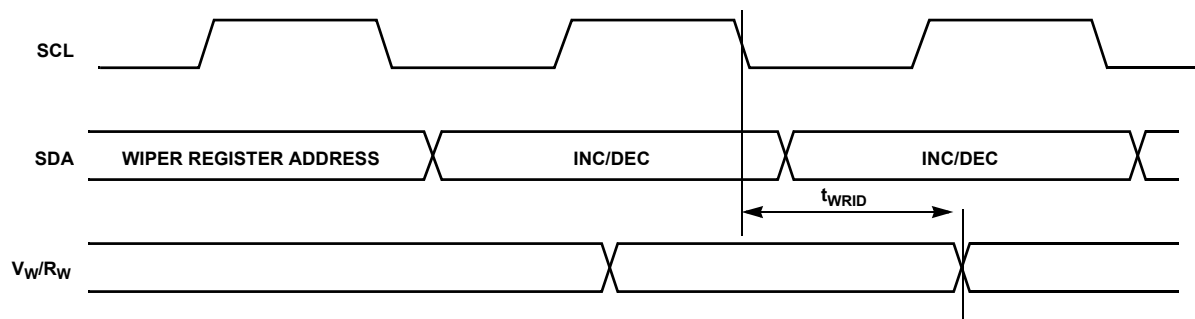 SCL
SDA
WIPER REGISTER ADDRESS
INC/DEC
INC/DEC
tWRID
VW/RW